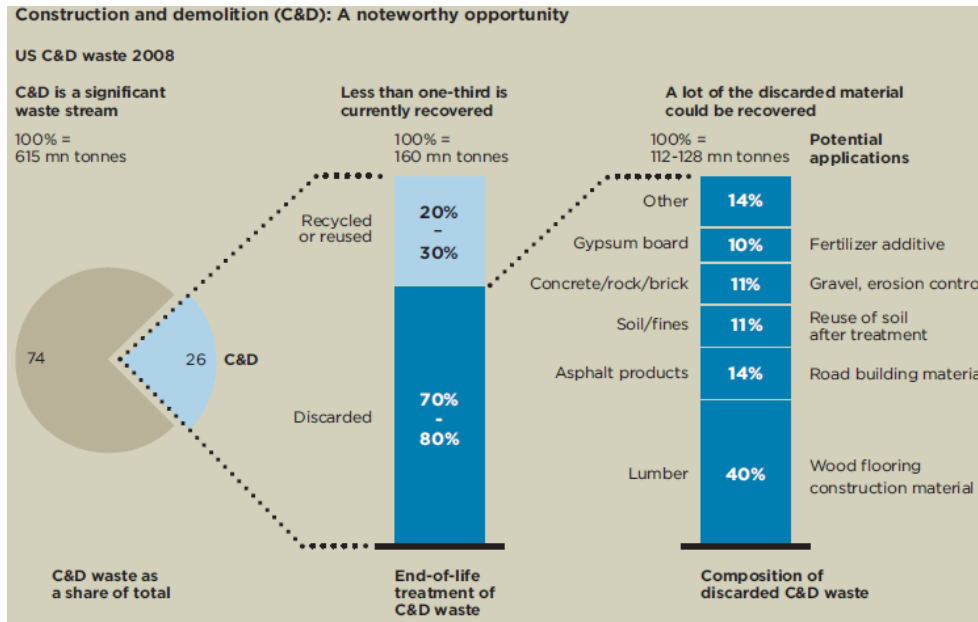 Construction and demolition (C&D): A noteworthy opportunity
US C&D waste 2008
C&D is a significant
waste stream
100% =
615 mn tonnes
74
26
C&D
C&D waste as
a share of total
Less than one-third is
currently recovered
100% =
160 mn tonnes
Recycled
or reused
20%
–
30%
Discarded
70%
-
80%
End-of-life
treatment of
C&D waste
A lot of the discarded material
could be recovered
100% =
112-128 mn tonnes
Potential
applications
Other
14%
Gypsum board
10%
Fertilizer additive
Concrete/rock/brick
11%
Gravel, erosion contro
Soil/fines
11%
Reuse of soil
after treatment
Asphalt products
14%
Road building materia
Lumber
40%
Wood flooring
construction material
Composition of
discarded C&D waste